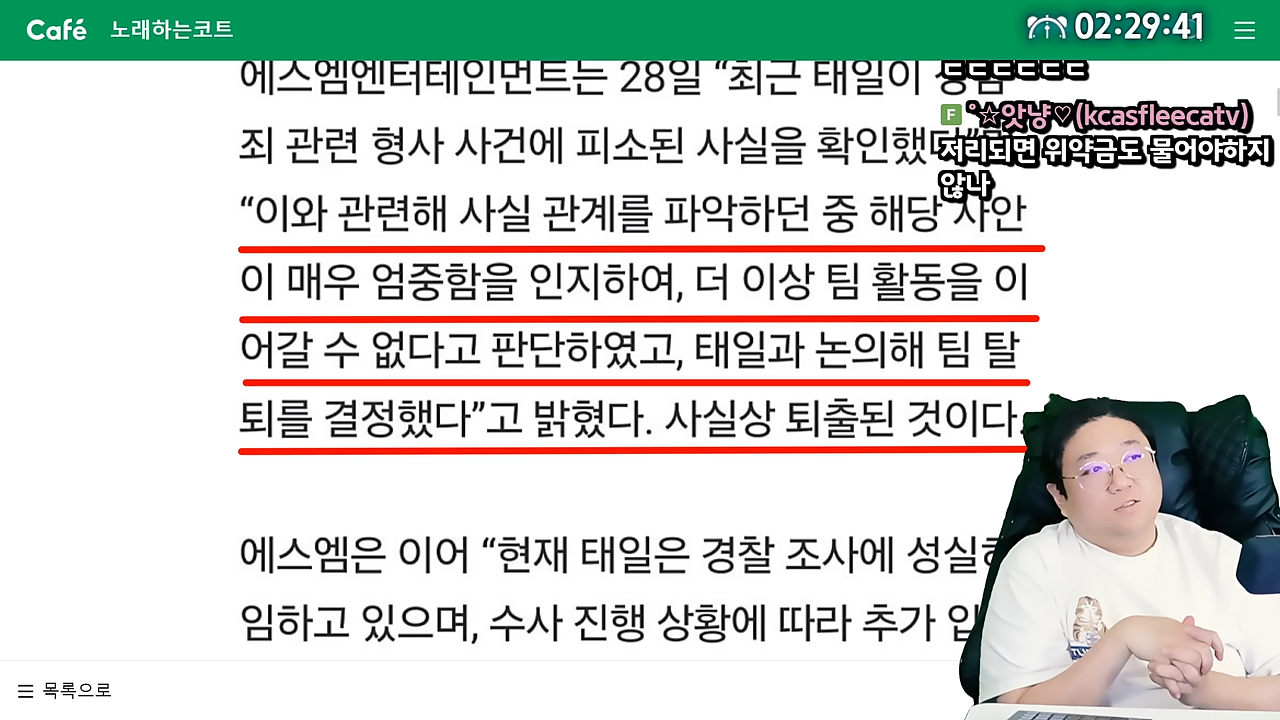 Café 노래하는코트
02:29:41
에스엠엔터테인먼트는 28일 “최근 태일이 성범
죄 관련 형사 사건에 피소된 사실을 확인했다”
“이와 관련해 사실 관계를 파악하던 중 해당 사안
이 매우 엄중함을 인지하여, 더 이상 팀 활동을 이
어갈 수 없다고 판단하였고, 태일과 논의해 팀 탈
퇴를 결정했다”고 밝혔다. 사실상 퇴출된 것이다.
에스엠은 이어 “현재 태일은 경찰 조사에 성실히
임하고 있으며, 수사 진행 상황에 따라 추가 입
목록으로
ㄷㄷㄷㄷㄷㄷ
F °☆앗냥♡(kcasfleecatv)
저리되면 위약금도 물어야하지
않나